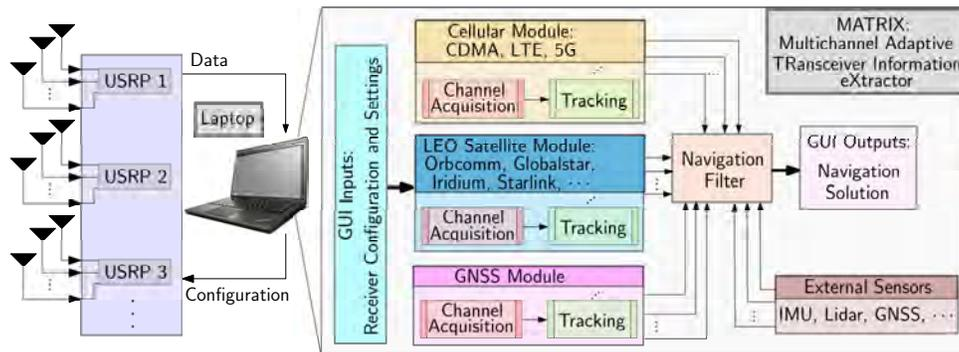 USRP 1
USRP 2
USRP 3
Data
Laptop
Configuration
GUI Inputs:
Receiver Configuration and Settings
Cellular Module:
CDMA, LTE, 5G
Channel
Acquisition
Tracking
LEO Satellite Module:
Orbcomm, Globalstar,
Iridium, Starlink, ···
Channel
Acquisition
Tracking
GNSS Module
Channel
Acquisition
Tracking
Navigation
Filter
MATRIX:
Multichannel Adaptive
TRansceiver Information
eXtractor
GUI Outputs:
Navigation
Solution
External Sensors
IMU, Lidar, GNSS, ···